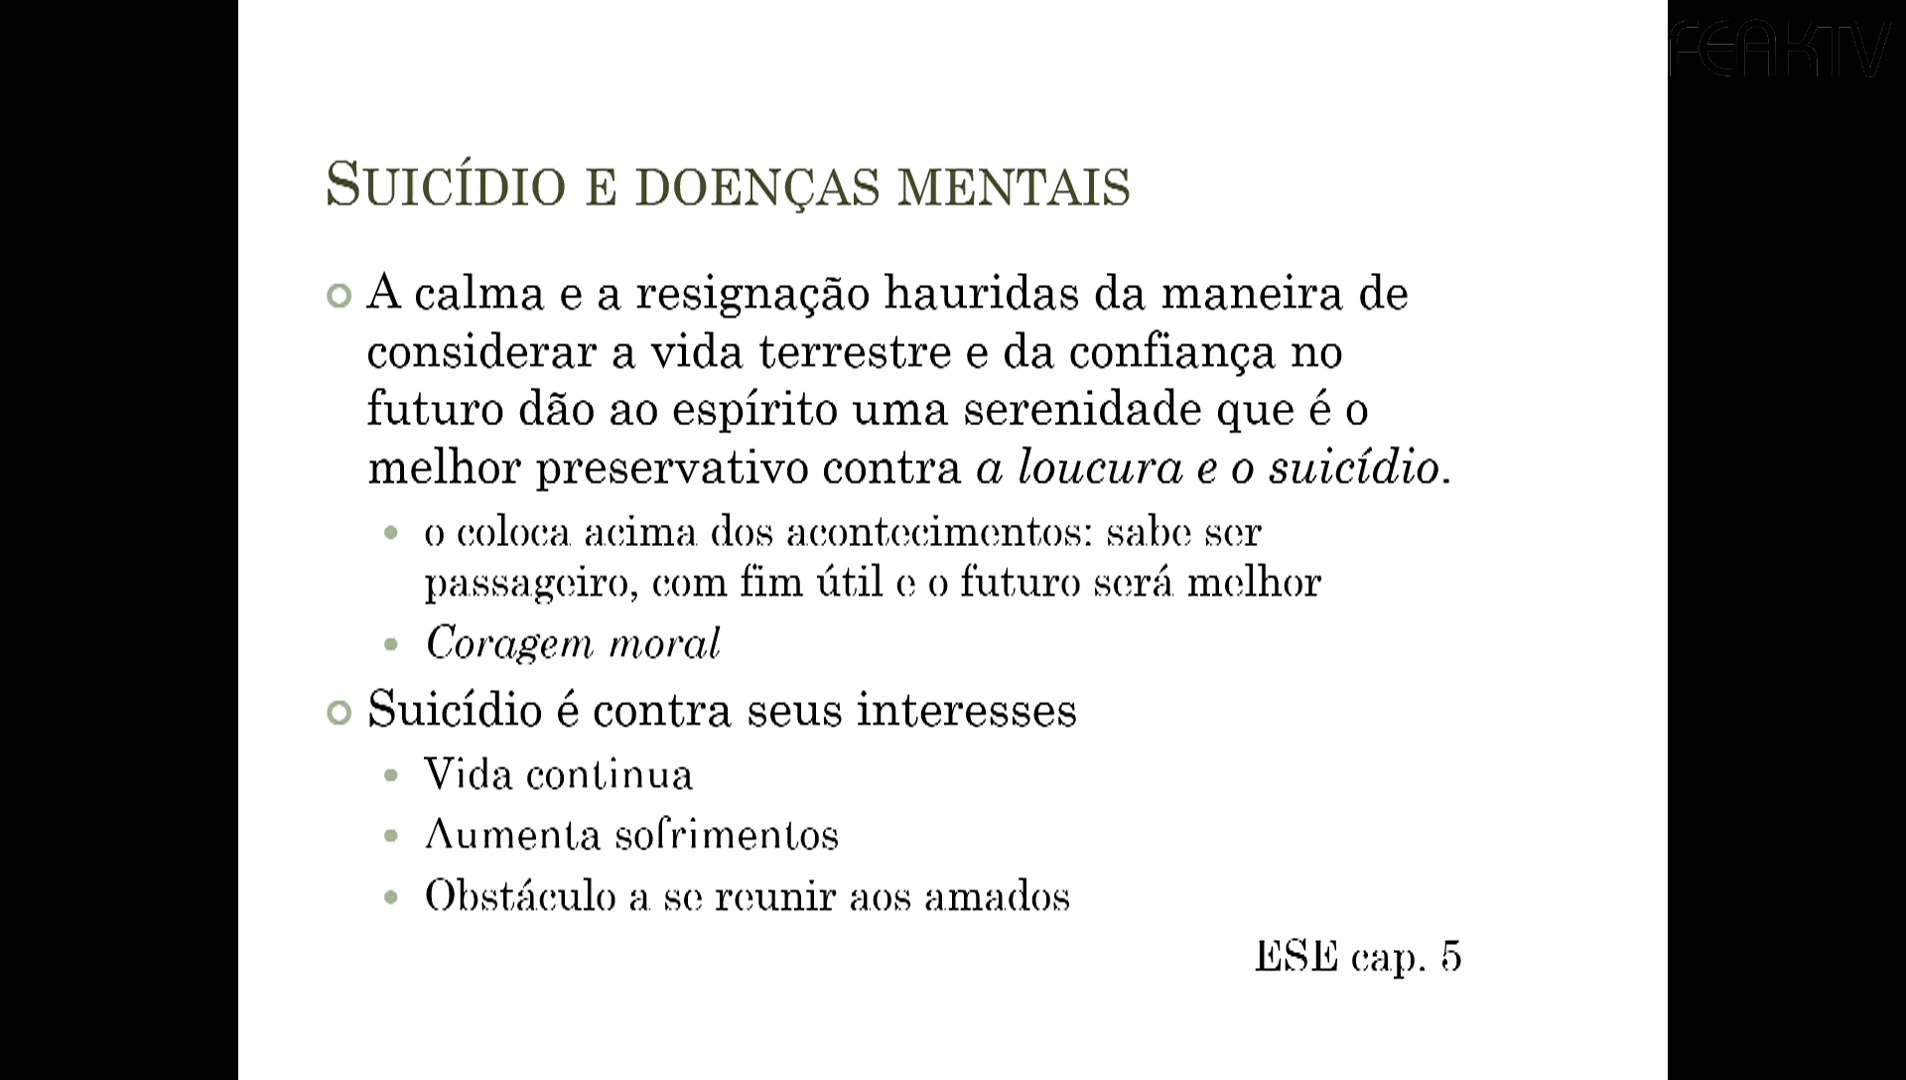 FEAKTV
SUICÍDIO E DOENÇAS MENTAIS
A calma e a resignação hauridas da maneira de
considerar a vida terrestre e da confiança no
futuro dão ao espírito uma serenidade que é o
melhor preservativo contra a loucura e o suicídio.
o coloca acima dos acontecimentos: sabe ser
passageiro, com fim útil e o futuro será melhor
Coragem moral
Suicídio é contra seus interesses
Vida continua
Aumenta sofrimentos
Obstáculo a se reunir aos amados
ESE cap. 5